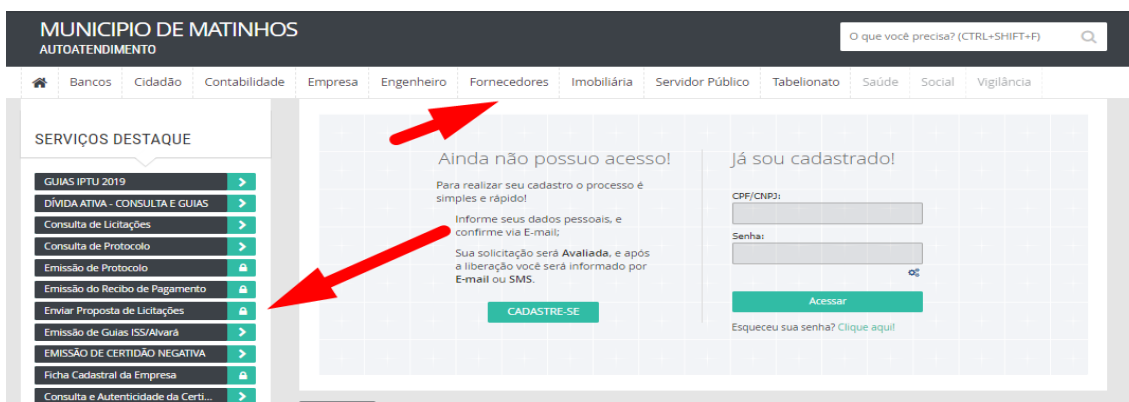 MUNICIPIO DE MATINHOS
AUTOATENDIMENTO
O que você precisa? (CTRL+SHIFT+F)
Bancos Cidadão Contabilidade Empresa Engenheiro Fornecedores Imobiliária Servidor Público Tabelionato Saúde Social Vigilância
SERVIÇOS DESTAQUE
GUIAS IPTU 2019
DÍVIDA ATIVA - CONSULTA E GUIAS
Consulta de Licitações
Consulta de Protocolo
Emissão de Protocolo
Emissão do Recibo de Pagamento
Enviar Proposta de Licitações
Emissão de Guias ISS/Alvará
EMISSÃO DE CERTIDÃO NEGATIVA
Ficha Cadastral da Empresa
Consulta e Autenticidade da Certi...
Ainda não possuo acesso!
Para realizar seu cadastro o processo é
simples e rápido!
Informe seus dados pessoais, e
confirme via E-mail;
Sua solicitação será Avaliada, e após
a liberação você será informado por
E-mail ou SMS.
CADASTRE-SE
Já sou cadastrado!
CPF/CNPJ:
Senha:
Acessar
Esqueceu sua senha? Clique aqui!